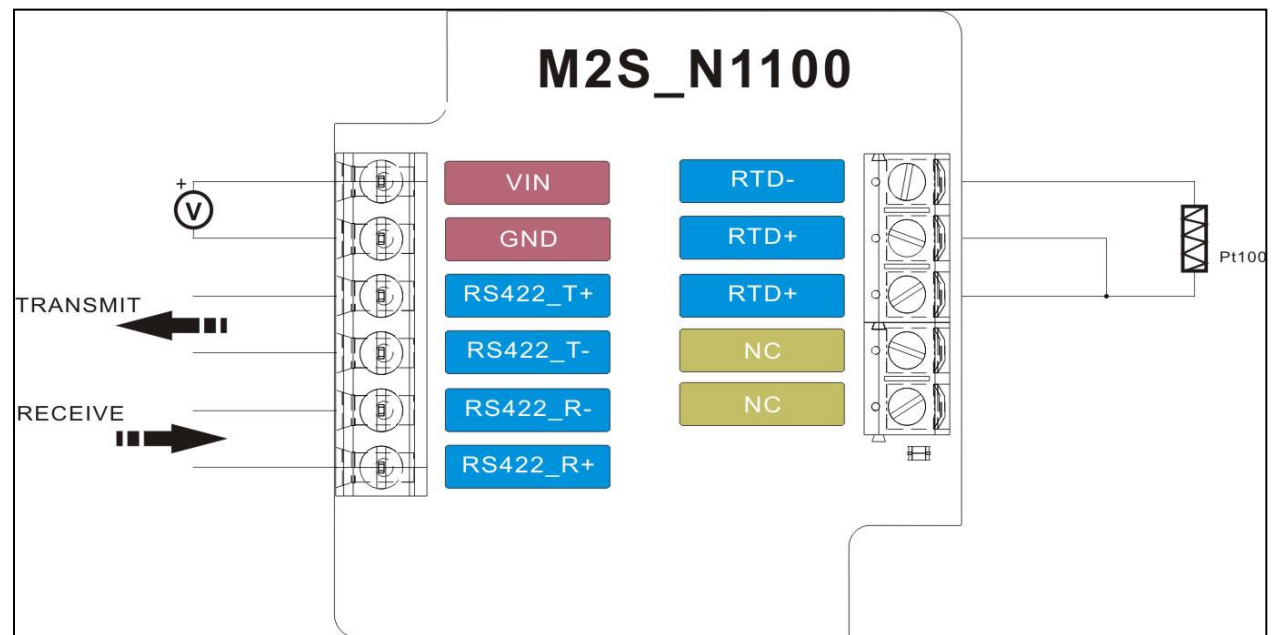 M2S_N1100
VIN
GND
RS422_T+
RS422_T-
RS422_R-
RS422_R+
RTD-
RTD+
RTD+
NC
NC
+
V
TRANSMIT
RECEIVE
Pt100